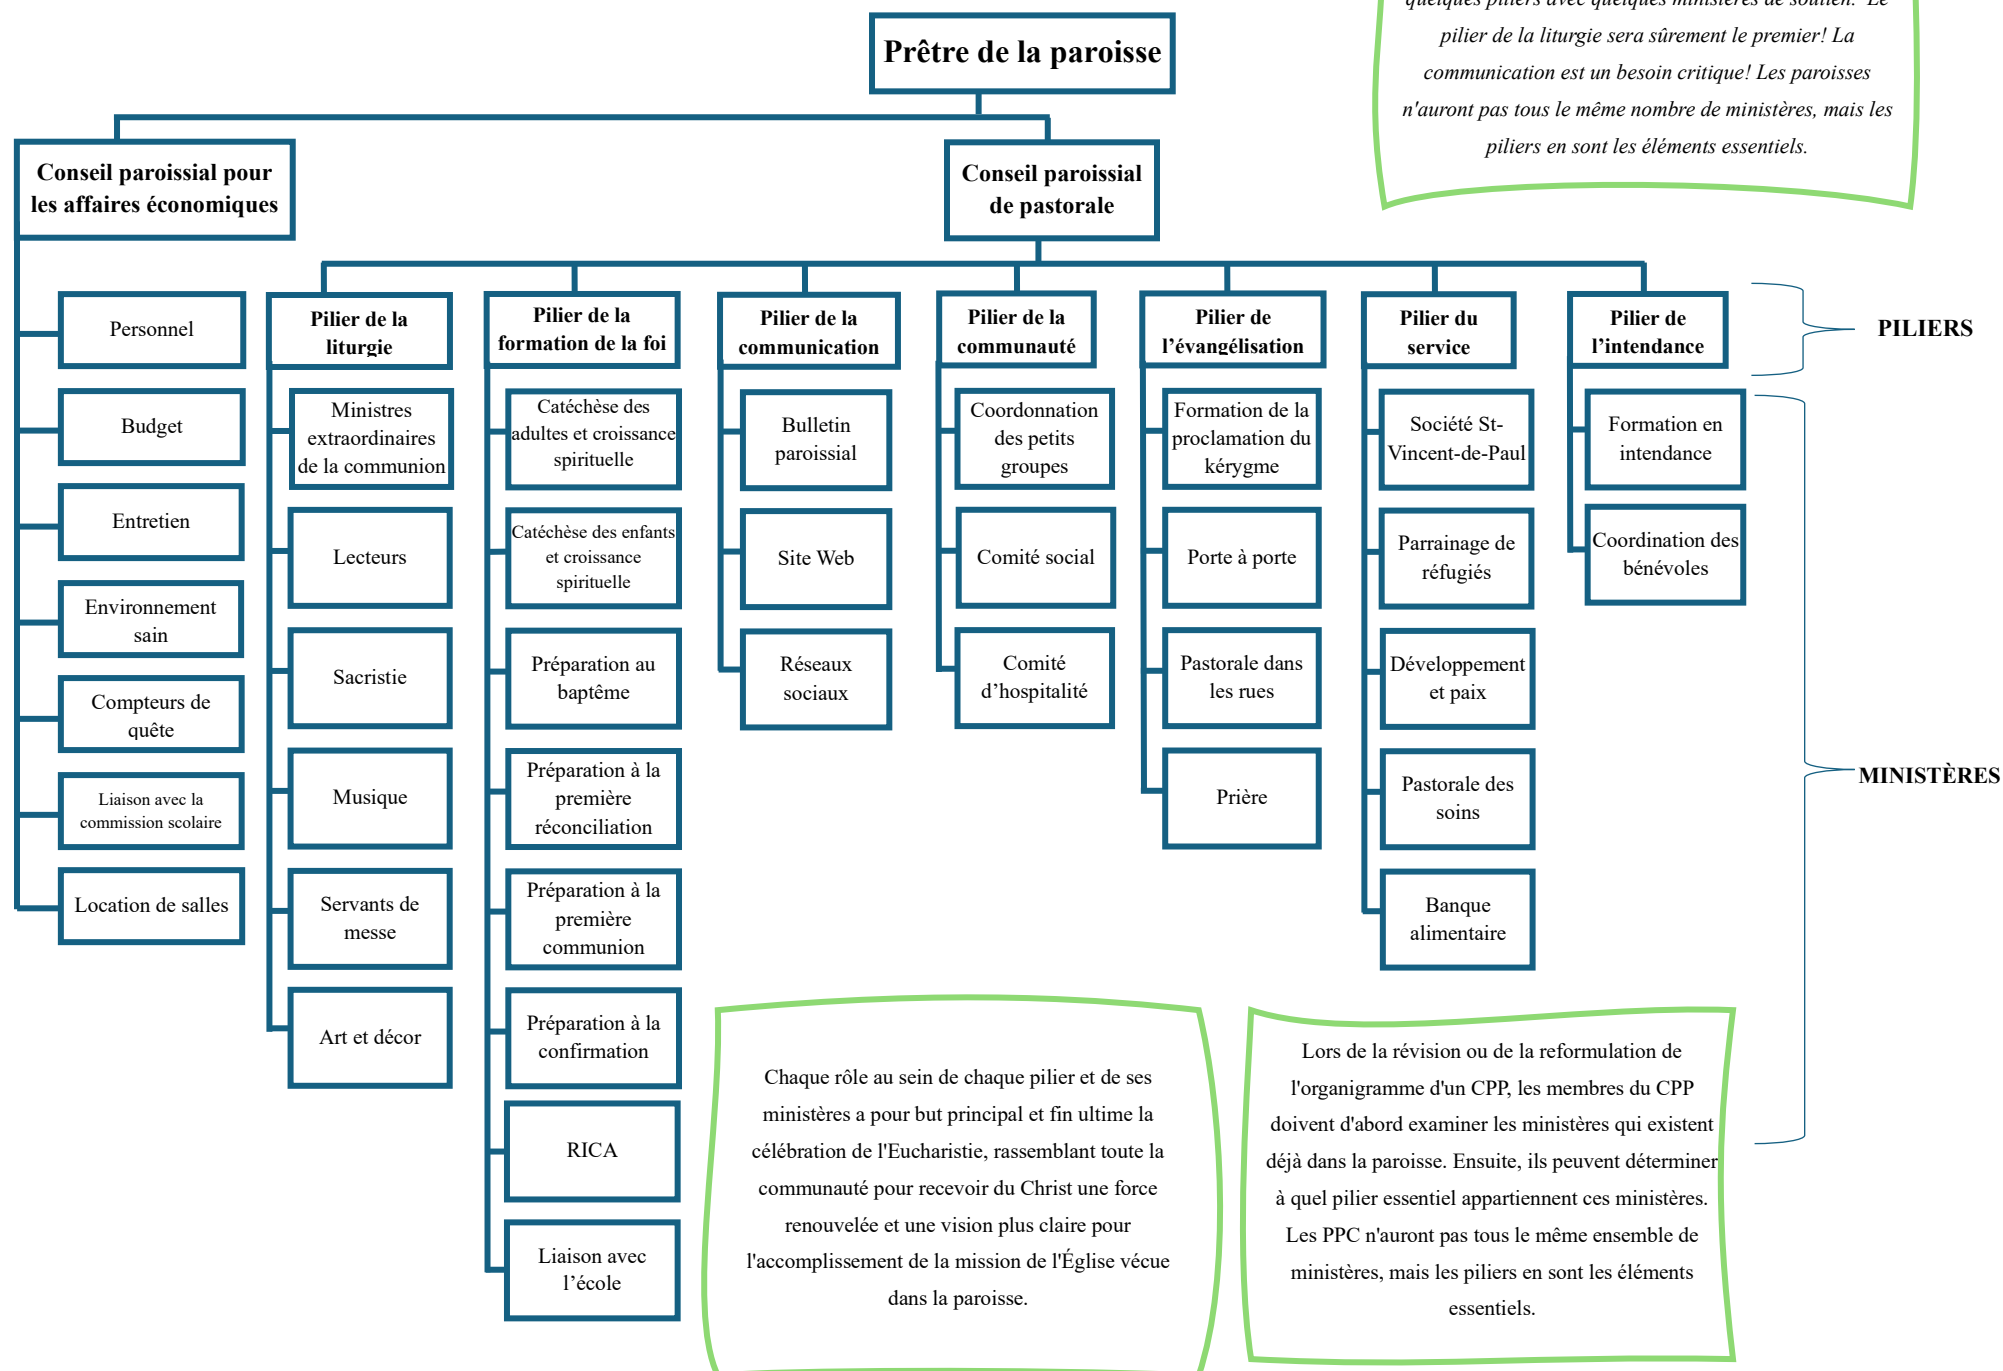 quelques piliers avec quelques ministères de soutien. Le
pilier de la liturgie sera sûrement le premier! La
communication est un besoin critique! Les paroisses
n'auront pas tous le même nombre de ministères, mais les
piliers en sont les éléments essentiels.
Prêtre de la paroisse
Conseil paroissial pour
les affaires économiques
Conseil paroissial
de pastorale
Personnel
Budget
Entretien
Environnement
sain
Compteurs de
quête
Liaison avec la
commission scolaire
Location de salles
Pilier de la
liturgie
Ministres
extraordinaires
de la communion
Lecteurs
Sacristie
Musique
Servants de
messe
Art et décor
Pilier de la
formation de la foi
Catéchèse des
adultes et croissance
spirituelle
Catéchèse des enfants
et croissance
spirituelle
Préparation au
baptême
Préparation à la
première
réconciliation
Préparation à la
première
communion
Préparation à la
confirmation
RICA
Liaison avec
l’école
Pilier de la
communication
Bulletin
paroissial
Site Web
Réseaux
sociaux
Pilier de la
communauté
Coordonnation
des petits
groupes
Comité social
Comité
d’hospitalité
Pilier de
l’évangélisation
Formation de la
proclamation du
kérygme
Porte à porte
Pastorale dans
les rues
Prière
Pilier du
service
Société St-
Vincent-de-Paul
Parrainage de
réfugiés
Développement
et paix
Pastorale des
soins
Banque
alimentaire
Pilier de
l’intendance
Formation en
intendance
Coordination des
bénévoles
PILIERS
MINISTÈRES
Chaque rôle au sein de chaque pilier et de ses
ministères a pour but principal et fin ultime la
célébration de l'Eucharistie, rassemblant toute la
communauté pour recevoir du Christ une force
renouvelée et une vision plus claire pour
l'accomplissement de la mission de l'Église vécue
dans la paroisse.
Lors de la révision ou de la reformulation de
l'organigramme d'un CPP, les membres du CPP
doivent d'abord examiner les ministères qui existent
déjà dans la paroisse. Ensuite, ils peuvent déterminer
à quel pilier essentiel appartiennent ces ministères.
Les PPC n'auront pas tous le même ensemble de
ministères, mais les piliers en sont les éléments
essentiels.